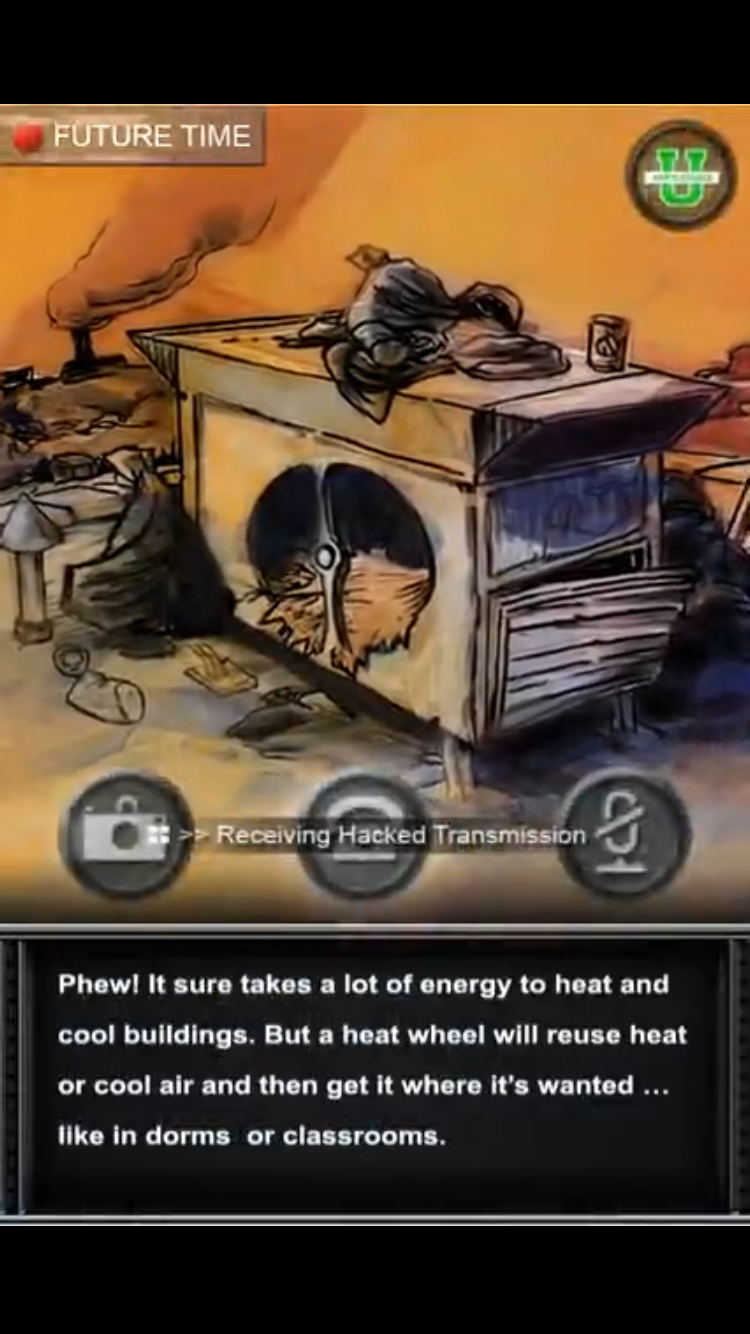 FUTURE TIME
U
>> Receiving Hacked Transmission
Phew! It sure takes a lot of energy to heat and
cool buildings. But a heat wheel will reuse heat
or cool air and then get it where it's wanted ...
like in dorms  or classrooms.